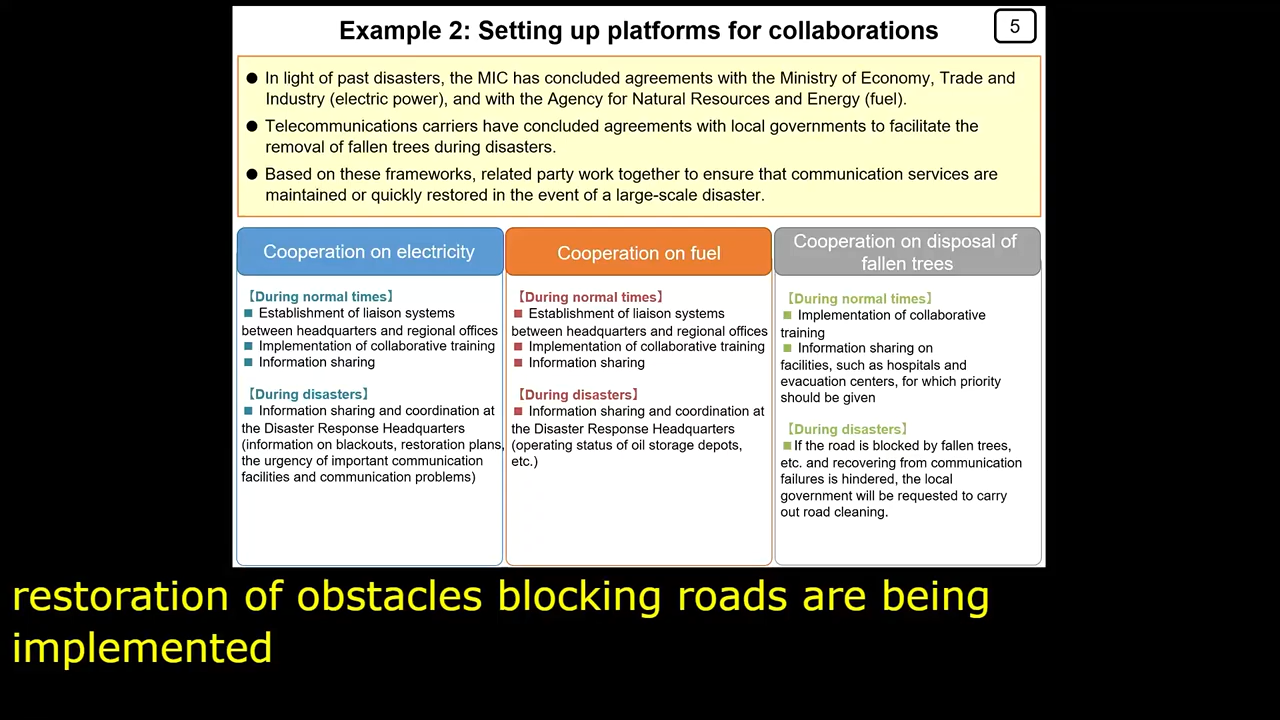 Example 2: Setting up platforms for collaborations
5
● In light of past disasters, the MIC has concluded agreements with the Ministry of Economy, Trade and
Industry (electric power), and with the Agency for Natural Resources and Energy (fuel).
● Telecommunications carriers have concluded agreements with local governments to facilitate the
removal of fallen trees during disasters.
● Based on these frameworks, related party work together to ensure that communication services are
maintained or quickly restored in the event of a large-scale disaster.
Cooperation on electricity
【During normal times】
■ Establishment of liaison systems
between headquarters and regional offices
■ Implementation of collaborative training
■ Information sharing
【During disasters】
■ Information sharing and coordination at
the Disaster Response Headquarters
(information on blackouts, restoration plans,
the urgency of important communication
facilities and communication problems)
Cooperation on fuel
【During normal times】
■ Establishment of liaison systems
between headquarters and regional offices
■ Implementation of collaborative training
■ Information sharing
【During disasters】
■ Information sharing and coordination at
the Disaster Response Headquarters
(operating status of oil storage depots,
etc.)
Cooperation on disposal of
fallen trees
【During normal times】
■ Implementation of collaborative
training
■ Information sharing on
facilities, such as hospitals and
evacuation centers, for which priority
should be given
【During disasters】
■If the road is blocked by fallen trees,
etc. and recovering from communication
failures is hindered, the local
government will be requested to carry
out road cleaning.
restoration of obstacles blocking roads are being
implemented